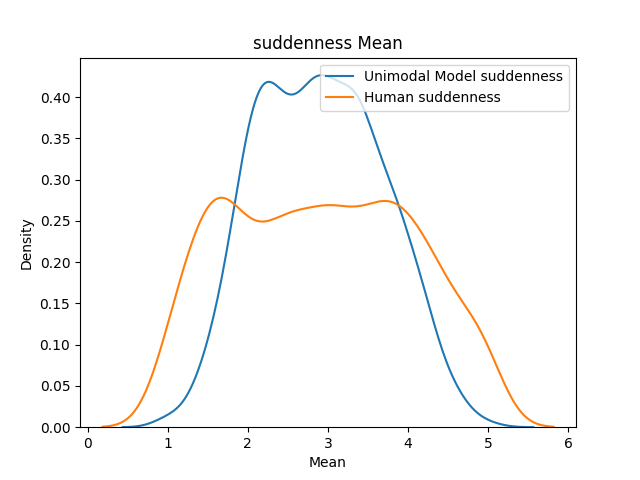 suddenness Mean
Unimodal Model suddenness
Human suddenness
Density
0.40
0.35
0.30
0.25
0.20
0.15
0.10
0.05
0.00
0 1 2 3 4 5 6
Mean